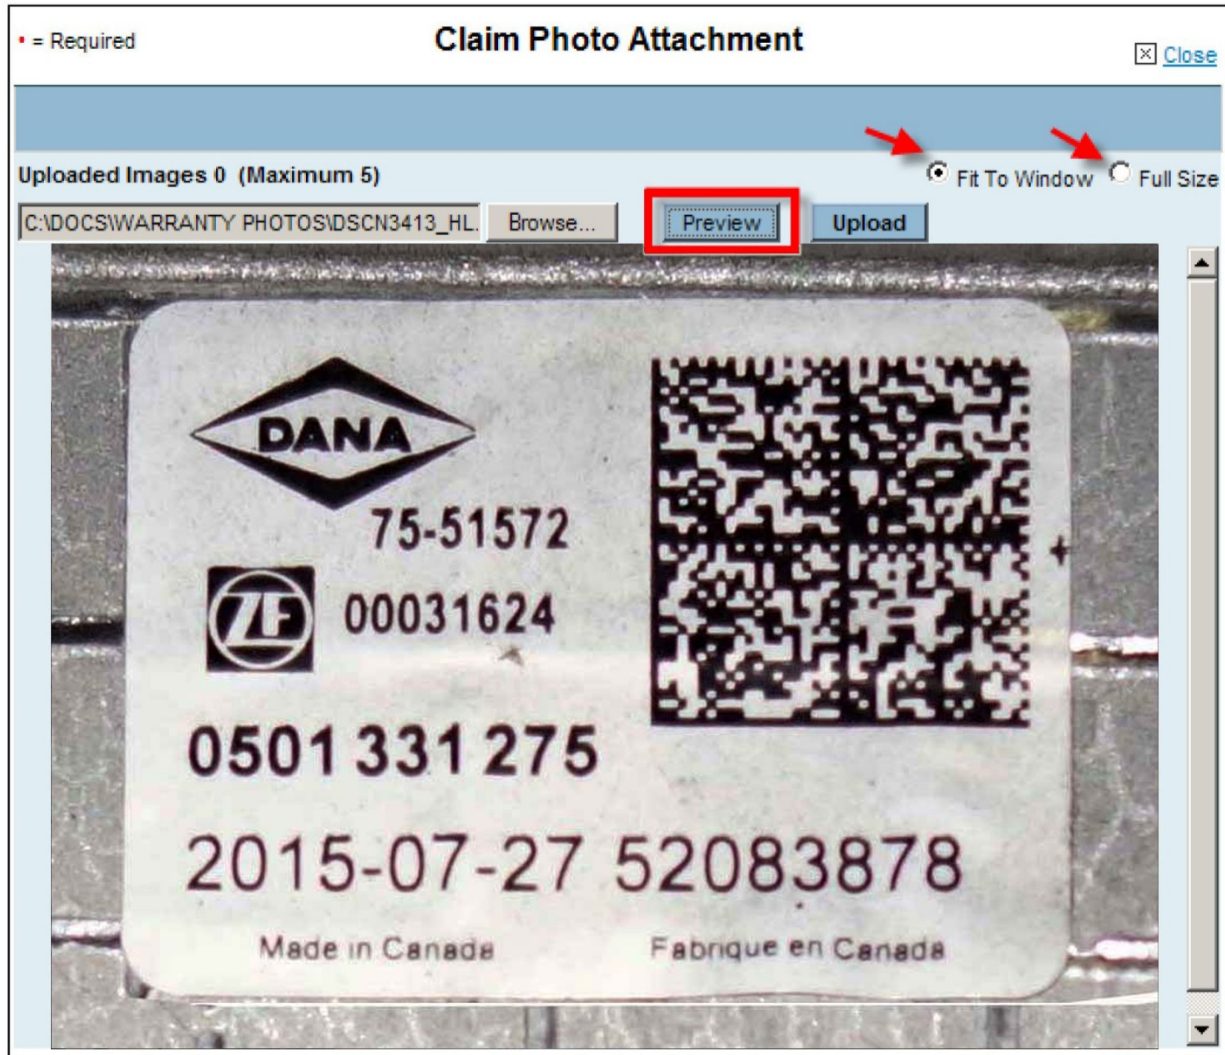 • = Required
Claim Photo Attachment
Close
Uploaded Images 0 (Maximum 5)
Fit To Window
Full Size
C:\DOCS\WARRANTY PHOTOS\DSCN3413_HL.
Browse...
Preview
Upload
DANA
75-51572
ZF
00031624
0501 331 275
2015-07-27 52083878
Made in Canada
Fabrique en Canada